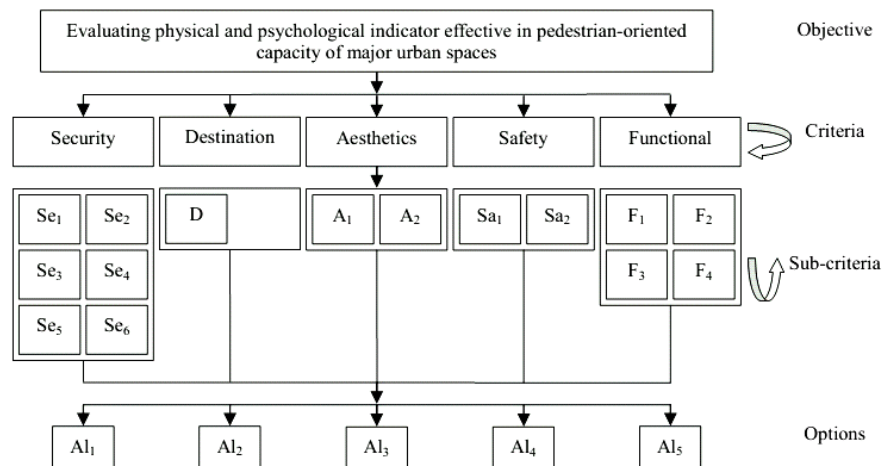 Evaluating physical and psychological indicator effective in pedestrian-oriented
capacity of major urban spaces
Objective
Security Destination Aesthetics Safety Functional
Criteria
Se₁ Se₂ D A₁ A₂ Sa₁ Sa₂ F₁ F₂
Se₃ Se₄ F₃ F₄
Sub-criteria
Se₅ Se₆
Al₁ Al₂ Al₃ Al₄ Al₅
Options